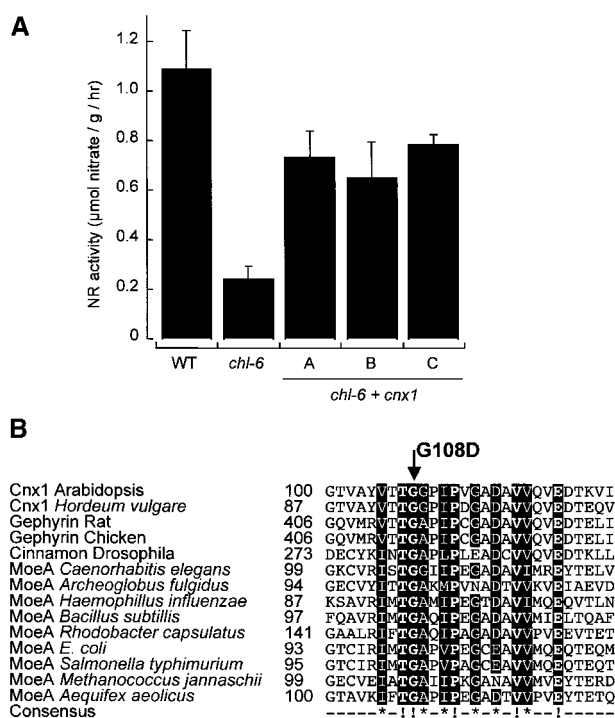 A
NR activity (µmol nitrate / g / hr)
1.2
1.0
0.8
0.6
0.4
0.2
0
WT
chl-6
A
B
C
chl-6 + cnx1
B
G108D
Cnx1 Arabidopsis 100 GTVAYVTTGGPIPVGADAVVQVEDTKVI
Cnx1 Hordeum vulgare 87 GTVAYVTTGGPIPDGADAVVQVEDTEQV
Gephyrin Rat 406 GQVMRVTTGAPIPCGADAVVQVEDTELI
Gephyrin Chicken 406 GQVMRVTTGAPIPCGADAVVQVEDTELI
Cinnamon Drosophila 273 DECYKINTGAPLPLEADCVVQVEDTKLL
MoeA Caenorhabitis elegans 99 GKCVRISTGGIIPEGADAVIMREYTELV
MoeA Archeoglobus fulgidus 94 GECVYITTGAKMPVNADTVVKVEIAEVD
MoeA Haemophillus influenzae 87 KSAVRIMTGAMIPEGTDAVIMQEQVTLN
MoeA Bacillus subtillis 97 FQAVRIMTGAQIPAGADAVVMIELTQAF
MoeA Rhodobacter capsulatus 141 GAALRIFTGAPVPAGADAVVPVEEVTET
MoeA E. coli 93 GTCIRIMTGAPVPEGCEAVVMQEQTEQM
MoeA Salmonella typhimurium 95 GTCIRIMTGAPVPAGCEAVVMQEQTEQT
MoeA Methanococcus jannaschii 99 GECVEIATGAIIPKGANAVVMVEYTERD
MoeA Aequifex aeolicus 100 GTAVKIFTGAPIPEGADAVVPVEYTETQ
Consensus -----*-!!*-*!-*-*-!*--!-----